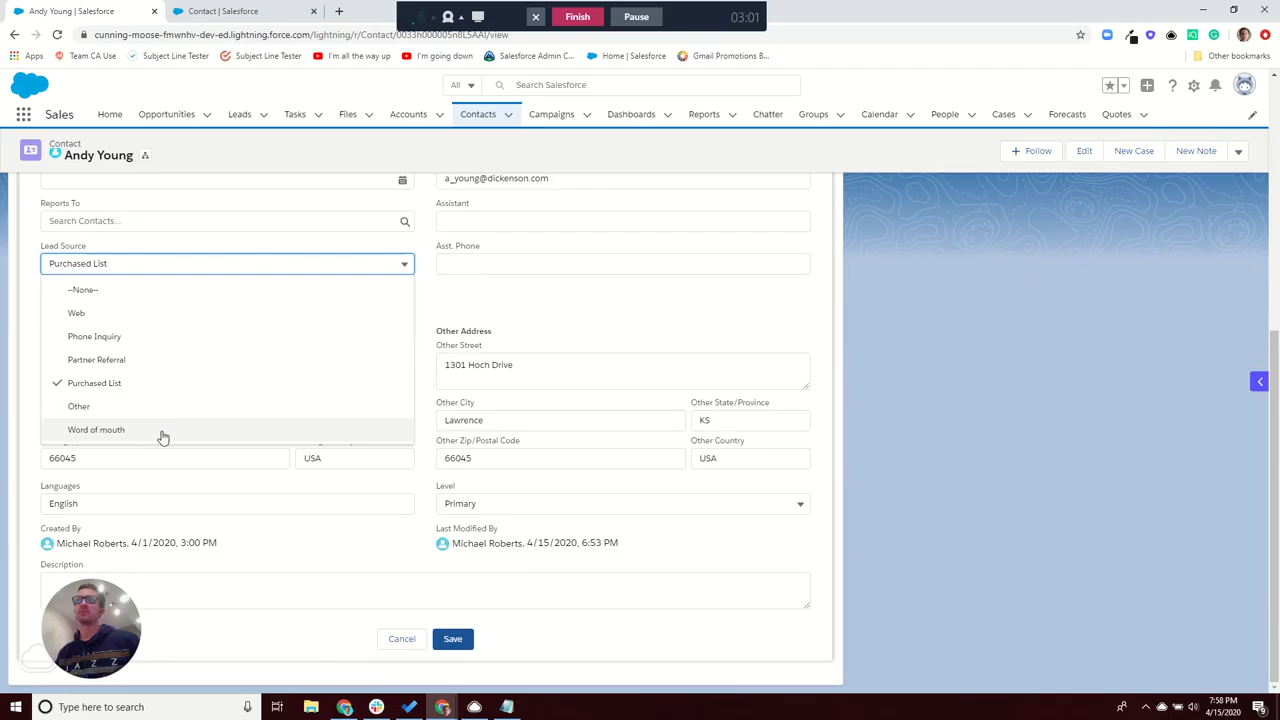 Andy Young | Salesforce
Contact | Salesforce
Finish
Pause
03:01
cunning-moose-fmwnhv-dev-ed.lightning.force.com/lightning/r/Contact/0033h000005n8L5AAI/view
Apps
Team CA Use
Subject Line Tester
I'm all the way up
I'm going down
Salesforce Admin C...
Home | Salesforce
Gmail Promotions B...
Subject Line Tester
Other bookmarks
All
Search Salesforce
Sales
Home
Opportunities
Leads
Tasks
Files
Accounts
Contacts
Campaigns
Dashboards
Reports
Chatter
Groups
Calendar
People
Cases
Forecasts
Quotes
Contact
Andy Young
Follow
Edit
New Case
New Note
a_young@dickenson.com
Reports To
Search Contacts...
Assistant
Lead Source
Purchased List
Asst. Phone
--None--
Web
Phone Inquiry
Partner Referral
Purchased List
Other
Word of mouth
Other Address
Other Street
1301 Hoch Drive
Other City
Lawrence
Other State/Province
KS
Other Zip/Postal Code
66045
Other Country
USA
66045
USA
Languages
English
Level
Primary
Created By
Michael Roberts, 4/1/2020, 3:00 PM
Last Modified By
Michael Roberts, 4/15/2020, 6:53 PM
Description
Cancel
Save
Type here to search
7:58 PM
4/15/2020